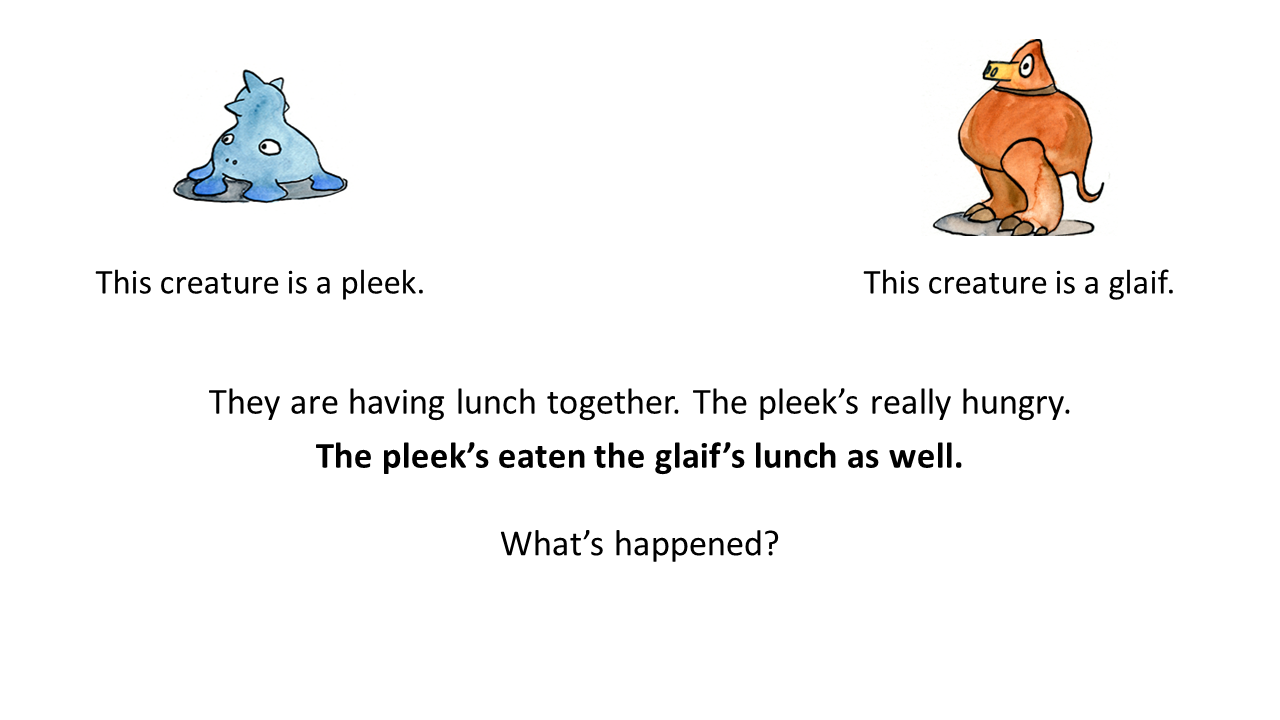 This creature is a pleek.
This creature is a glaif.
They are having lunch together. The pleek’s really hungry.
The pleek’s eaten the glaif’s lunch as well.
What’s happened?